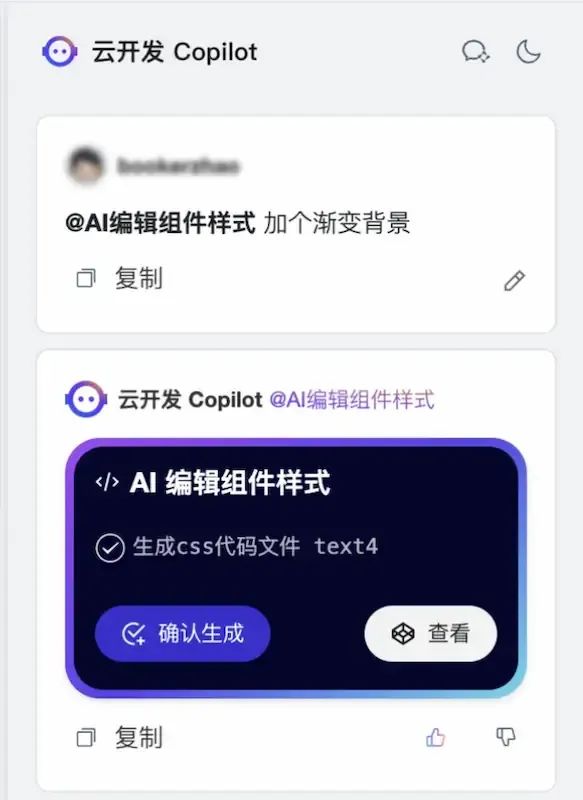 云开发 Copilot
@AI编辑组件样式 加个渐变背景
复制
云开发 Copilot @AI编辑组件样式
</> AI 编辑组件样式
生成css代码文件 text4
确认生成
查看
复制